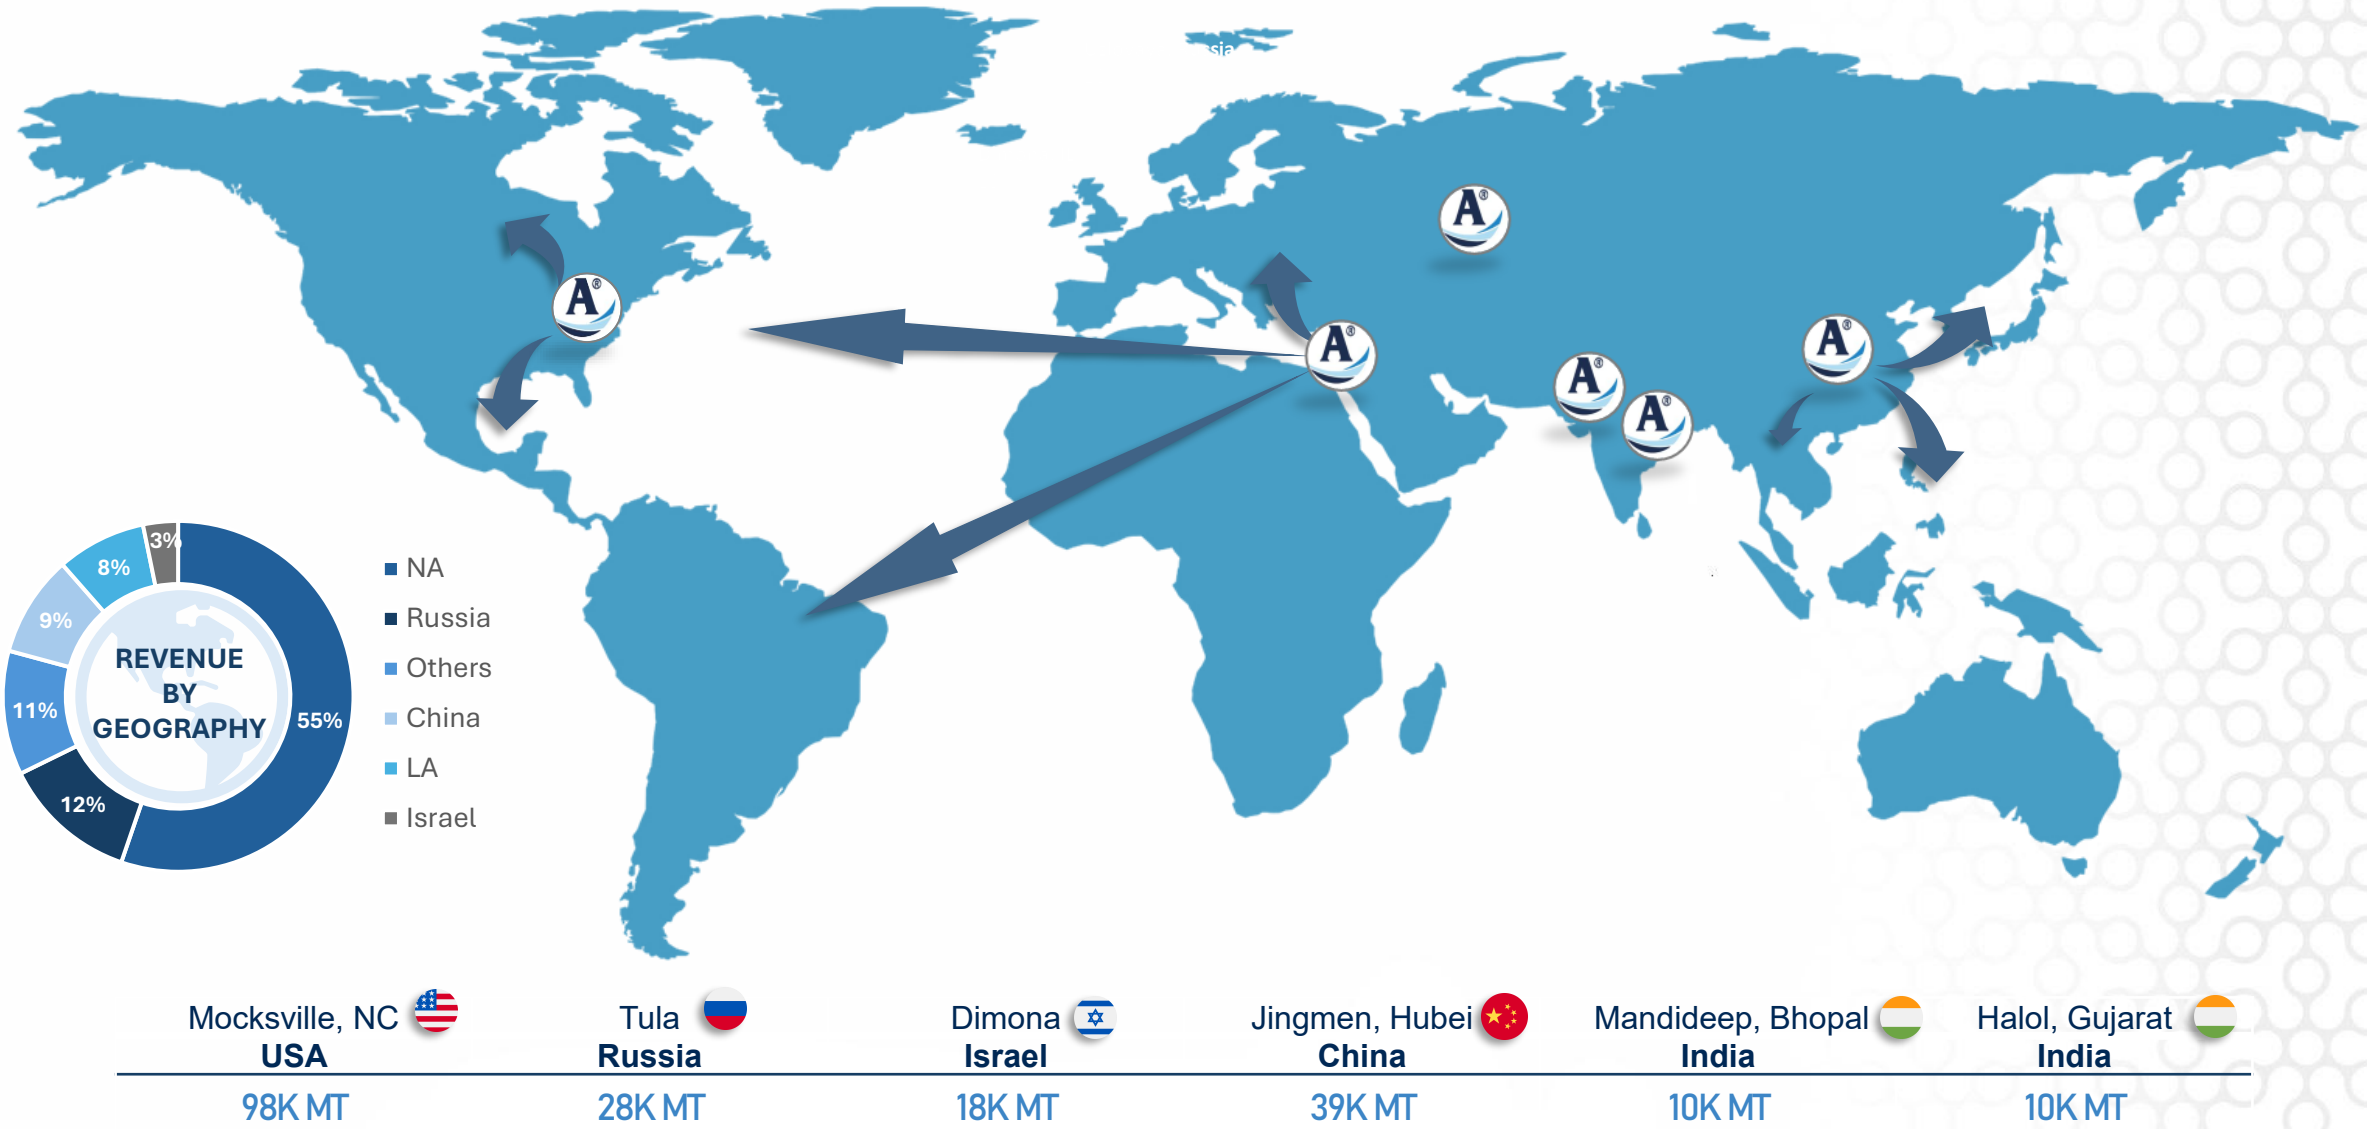 sia
A®
A®
A®
A®
A®
A®
3%
8%
9%
11%
12%
55%
REVENUE
BY
GEOGRAPHY
NA
Russia
Others
China
LA
Israel
Mocksville, NC
USA
98K MT
Tula
Russia
28K MT
Dimona
Israel
18K MT
Jingmen, Hubei
China
39K MT
Mandideep, Bhopal
India
10K MT
Halol, Gujarat
India
10K MT